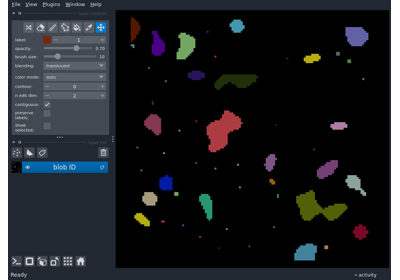 File View Plugins Window Help
label: 1
opacity: 0.70
brush size: 10
blending: translucent
color mode: auto
contour: 0
n edit dim: 2
contiguous: ✓
preserve labels:
show selected:
blob ID
Ready
activity